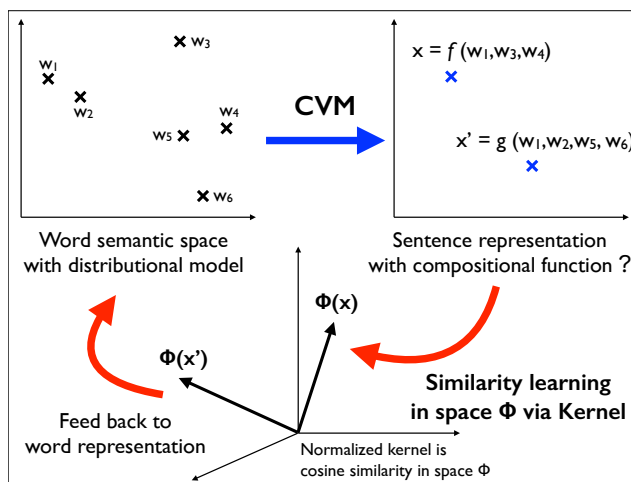 w₃
w₁
w₂
w₅
w₄
w₆
CVM
x = f (w₁,w₃,w₄)
x' = g (w₁,w₂,w₅, w₆)
Word semantic space
with distributional model
Sentence representation
with compositional function ?
Φ(x)
Φ(x')
Similarity learning
in space Φ via Kernel
Feed back to
word representation
Normalized kernel is
cosine similarity in space Φ